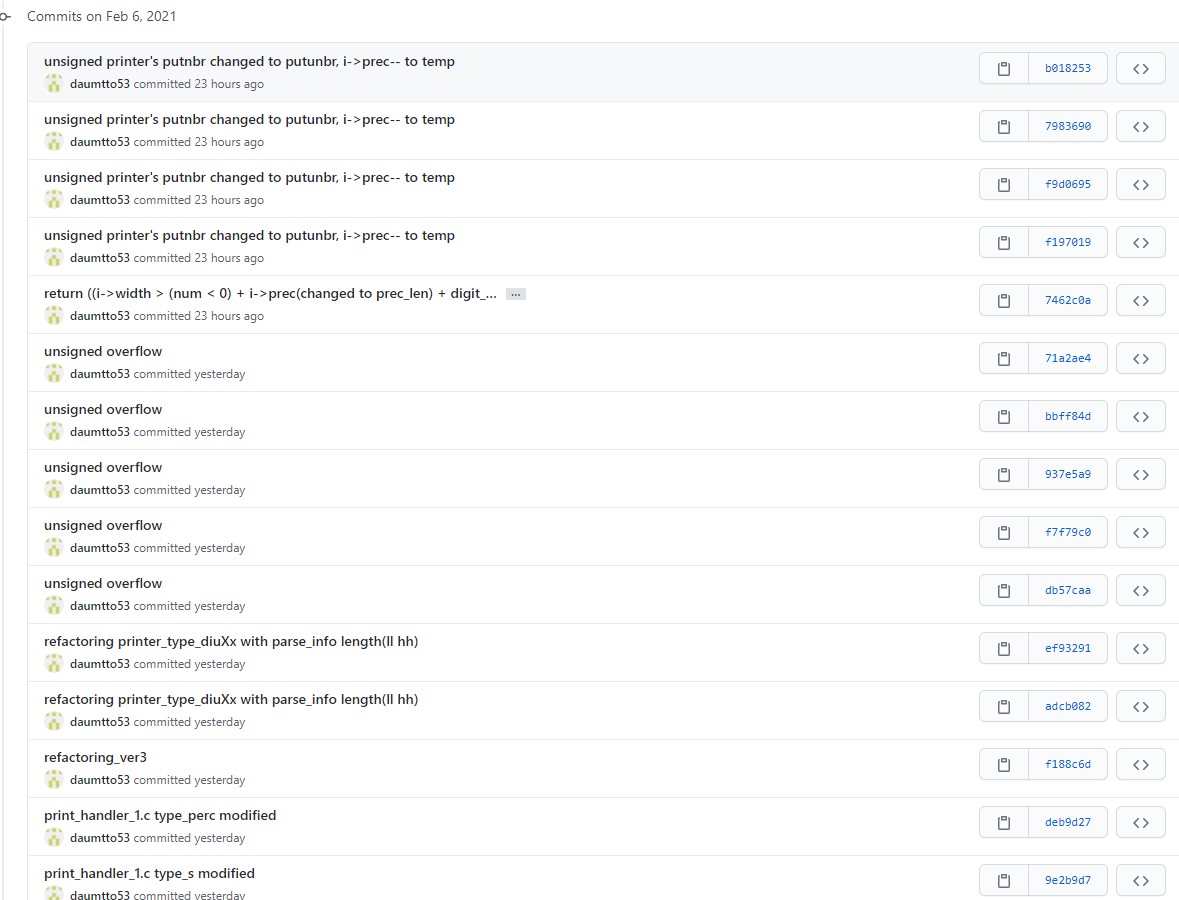 Commits on Feb 6, 2021
unsigned printer's putnbr changed to putunbr, i->prec-- to temp
daumtto53 committed 23 hours ago
b018253
unsigned printer's putnbr changed to putunbr, i->prec-- to temp
daumtto53 committed 23 hours ago
7983690
unsigned printer's putnbr changed to putunbr, i->prec-- to temp
daumtto53 committed 23 hours ago
f9d0695
unsigned printer's putnbr changed to putunbr, i->prec-- to temp
daumtto53 committed 23 hours ago
f197019
return ((i->width > (num < 0) + i->prec(changed to prec_len) + digit_... ...
daumtto53 committed 23 hours ago
7462c0a
unsigned overflow
daumtto53 committed yesterday
71a2ae4
unsigned overflow
daumtto53 committed yesterday
bbff84d
unsigned overflow
daumtto53 committed yesterday
937e5a9
unsigned overflow
daumtto53 committed yesterday
f7f79c0
unsigned overflow
daumtto53 committed yesterday
db57caa
refactoring printer_type_diuXx with parse_info length(ll hh)
daumtto53 committed yesterday
ef93291
refactoring printer_type_diuXx with parse_info length(ll hh)
daumtto53 committed yesterday
adcb082
refactoring_ver3
daumtto53 committed yesterday
f188c6d
print_handler_1.c type_perc modified
daumtto53 committed yesterday
deb9d27
print_handler_1.c type_s modified
daumtto53 committed yesterday
9e2b9d7